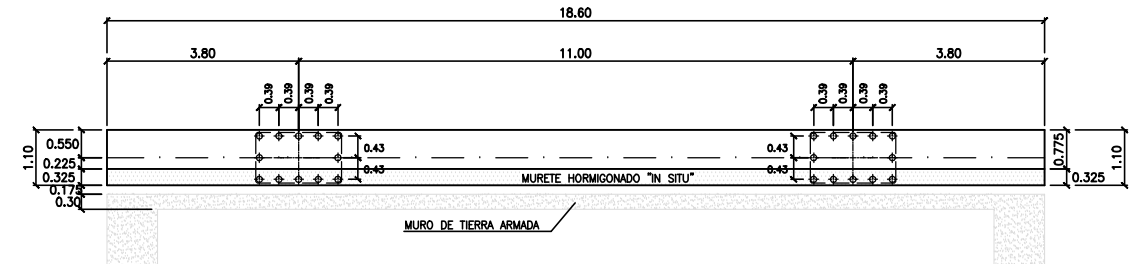 18.60
3.80 11.00 3.80
0.39 0.39 0.39 0.39 0.39 0.39 0.39 0.39
0.550 0.43 0.43 0.775
1.10 1.10
0.225
0.325 0.43 0.43 0.325
MURETE HORMIGONADO "IN SITU"
0.175
0.30
MURO DE TIERRA ARMADA